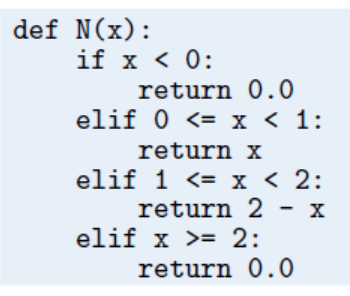 def N(x):
    if x < 0:
        return 0.0
    elif 0 <= x < 1:
        return x
    elif 1 <= x < 2:
        return 2 - x
    elif x >= 2:
        return 0.0